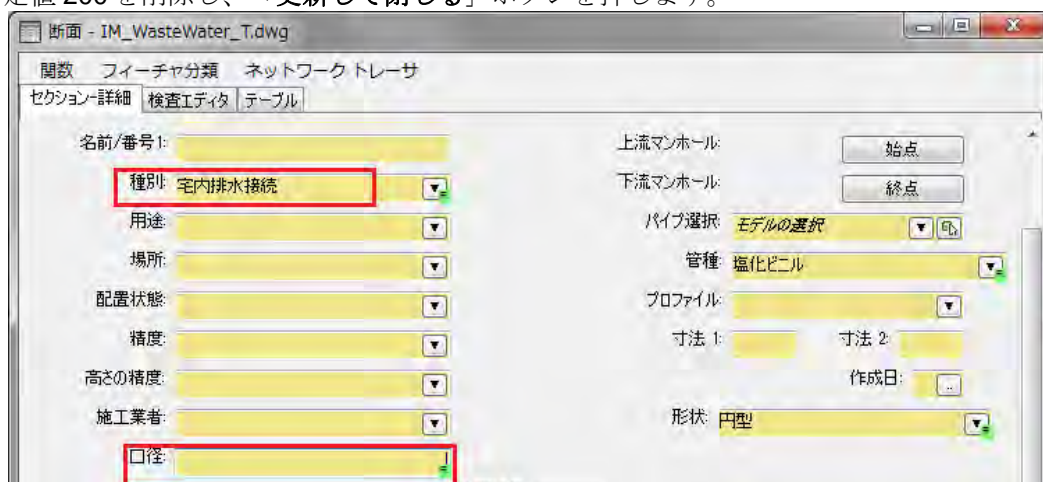 定値 200 を削除し、「更新して閉じる」ボタンを押します。
断面 - IM_WasteWater_T.dwg
関数 フィーチャ分類 ネットワークトレーサ
セクション-詳細 検査エディタ テーブル
名前/番号1: 上流マンホール: 始点
種別: 宅内排水接続 下流マンホール: 終点
用途: パイプ選択: モデルの選択
場所: 管種: 塩化ビニル
配置状態: プロファイル:
精度: 寸法 1: 寸法 2:
高さの精度: 作成日: ..
施工業者: 形状: 円型
口径: